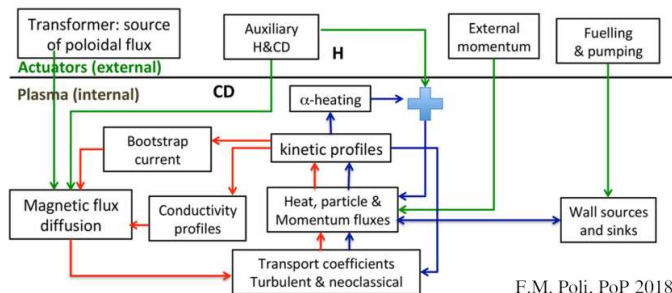 Transformer: source
of poloidal flux
Auxiliary
H&CD
H
External
momentum
Fuelling
& pumping
Actuators (external)
Plasma (internal)
CD
α-heating
Bootstrap
current
kinetic profiles
Magnetic flux
diffusion
Conductivity
profiles
Heat, particle &
Momentum fluxes
Wall sources
and sinks
Transport coefficients
Turbulent & neoclassical
F.M. Poli, PoP 2018